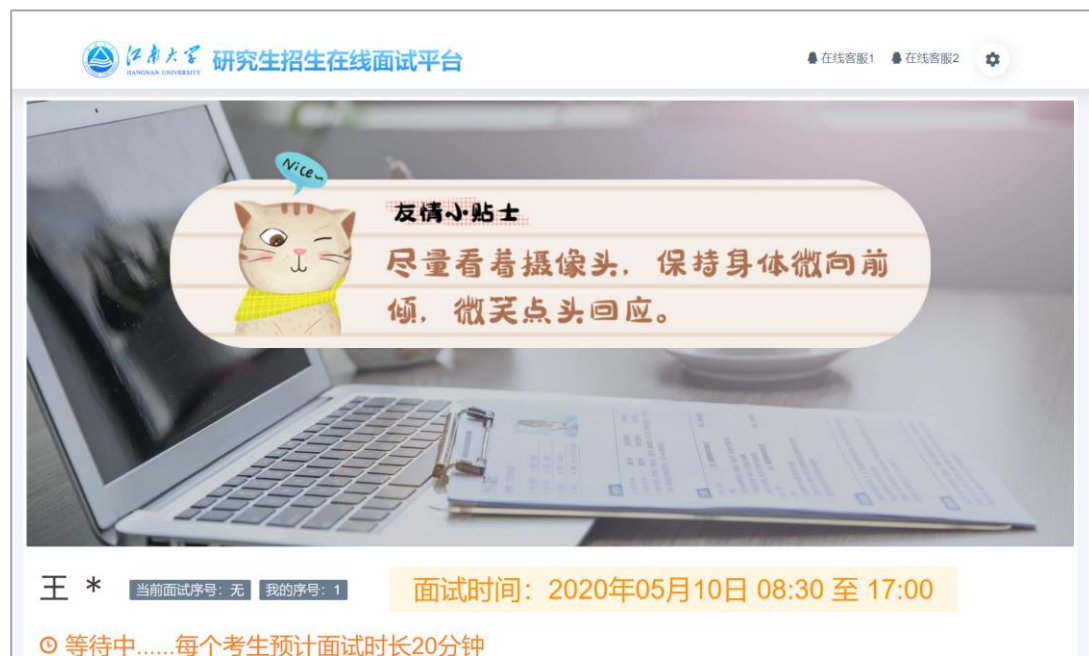 江南大学 研究生招生在线面试平台 在线客服1 在线客服2
JIANGNAN UNIVERSITY
Nice~
友情小贴士
尽量看着摄像头，保持身体微向前
倾，微笑点头回应。
王 * 当前面试序号：无 我的序号：1 面试时间：2020年05月10日 08:30 至 17:00
等待中......每个考生预计面试时长20分钟